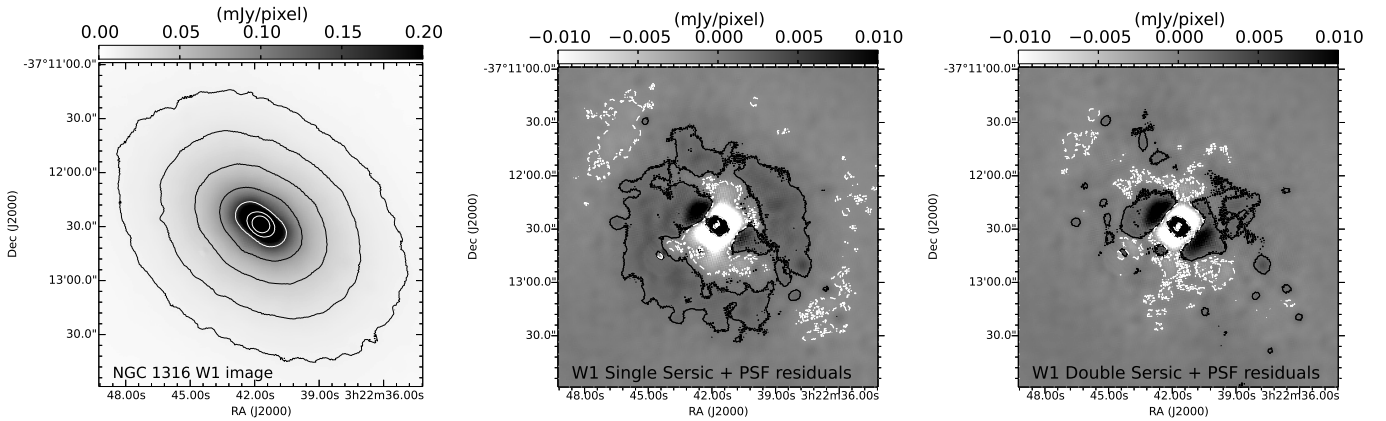 (mJy/pixel)
0.00 0.05 0.10 0.15 0.20
-37°11'00.0"
30.0"
12'00.0"
30.0"
13'00.0"
30.0"
Dec (J2000)
NGC 1316 W1 image
48.00s 45.00s 42.00s 39.00s 3h22m36.00s
RA (J2000)
(mJy/pixel)
−0.010 −0.005 0.000 0.005 0.010
-37°11'00.0"
30.0"
12'00.0"
30.0"
13'00.0"
30.0"
Dec (J2000)
W1 Single Sersic + PSF residuals
48.00s 45.00s 42.00s 39.00s 3h22m36.00s
RA (J2000)
(mJy/pixel)
−0.010 −0.005 0.000 0.005 0.010
-37°11'00.0"
30.0"
12'00.0"
30.0"
13'00.0"
30.0"
Dec (J2000)
W1 Double Sersic + PSF residuals
48.00s 45.00s 42.00s 39.00s 3h22m36.00s
RA (J2000)